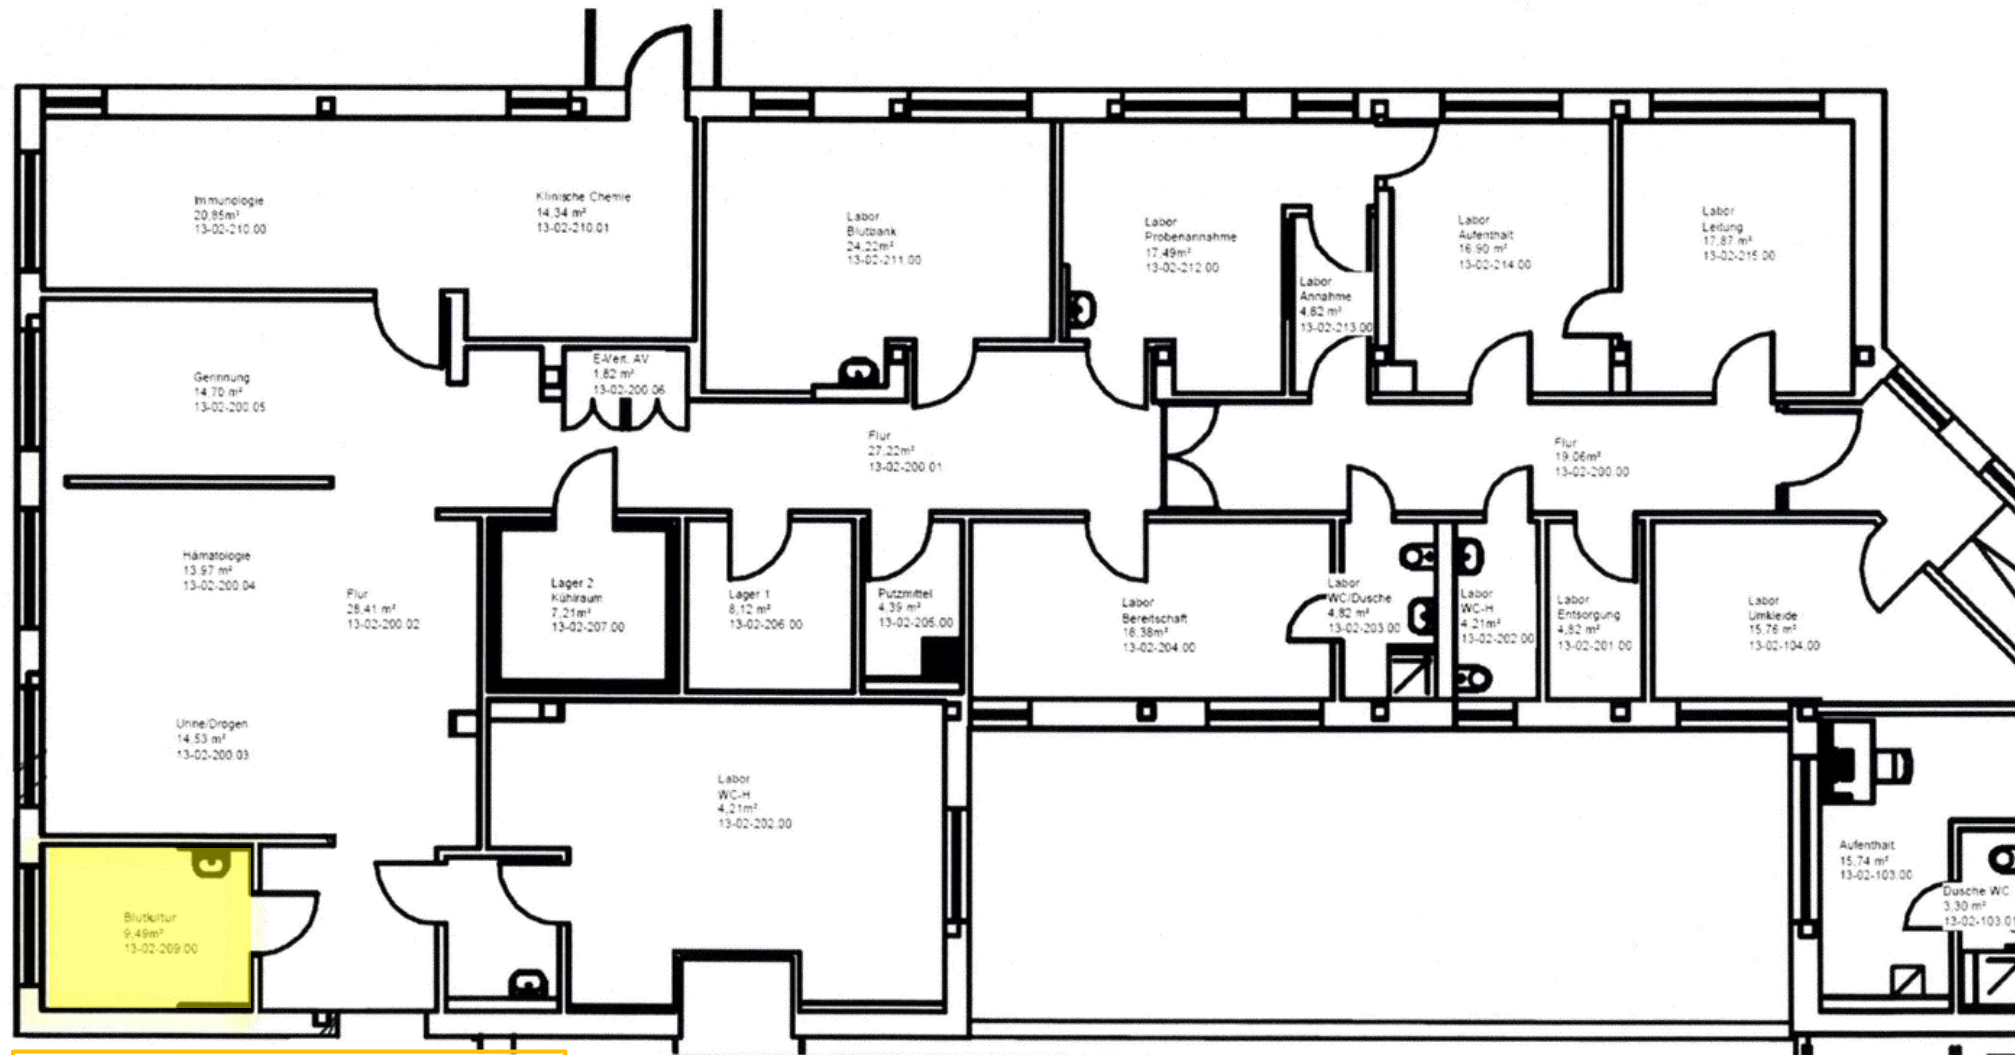 Immunologie
20,85m²
13-02-210.00
Klinische Chemie
14,34 m²
13-02-210.01
Labor
Blutbank
24,22m²
13-02-211.00
Labor
Probenannahme
17,49m²
13-02-212.00
Labor
Annahme
4,82 m²
13-02-213.00
Labor
Aufenthalt
16,90 m²
13-02-214.00
Labor
Leitung
17,87 m²
13-02-215.00
Gerinnung
14,70 m²
13-02-200.05
E-Vert. AV
1,82 m²
13-02-200.06
Flur
27,22m²
13-02-200.01
Flur
19,06m²
13-02-200.00
Hämatologie
13,97 m²
13-02-200.04
Flur
28,41 m²
13-02-200.02
Lager 2
Kühlraum
7,21m²
13-02-207.00
Lager 1
8,12 m²
13-02-206.00
Putzmittel
4,39 m²
13-02-205.00
Labor
Bereitschaft
18,38m²
13-02-204.00
Labor
WC/Dusche
4,82 m²
13-02-203.00
Labor
WC-H
4,21m²
13-02-202.00
Labor
Entsorgung
4,82 m²
13-02-201.00
Labor
Umkleide
15,76 m²
13-02-104.00
Urine/Drogen
14,53 m²
13-02-200.03
Labor
WC-H
4,21m²
13-02-202.00
Aufenthalt
15,74 m²
13-02-103.00
Dusche WC
3,30 m²
13-02-103.01
Blutkultur
9,49m²
13-02-209.00